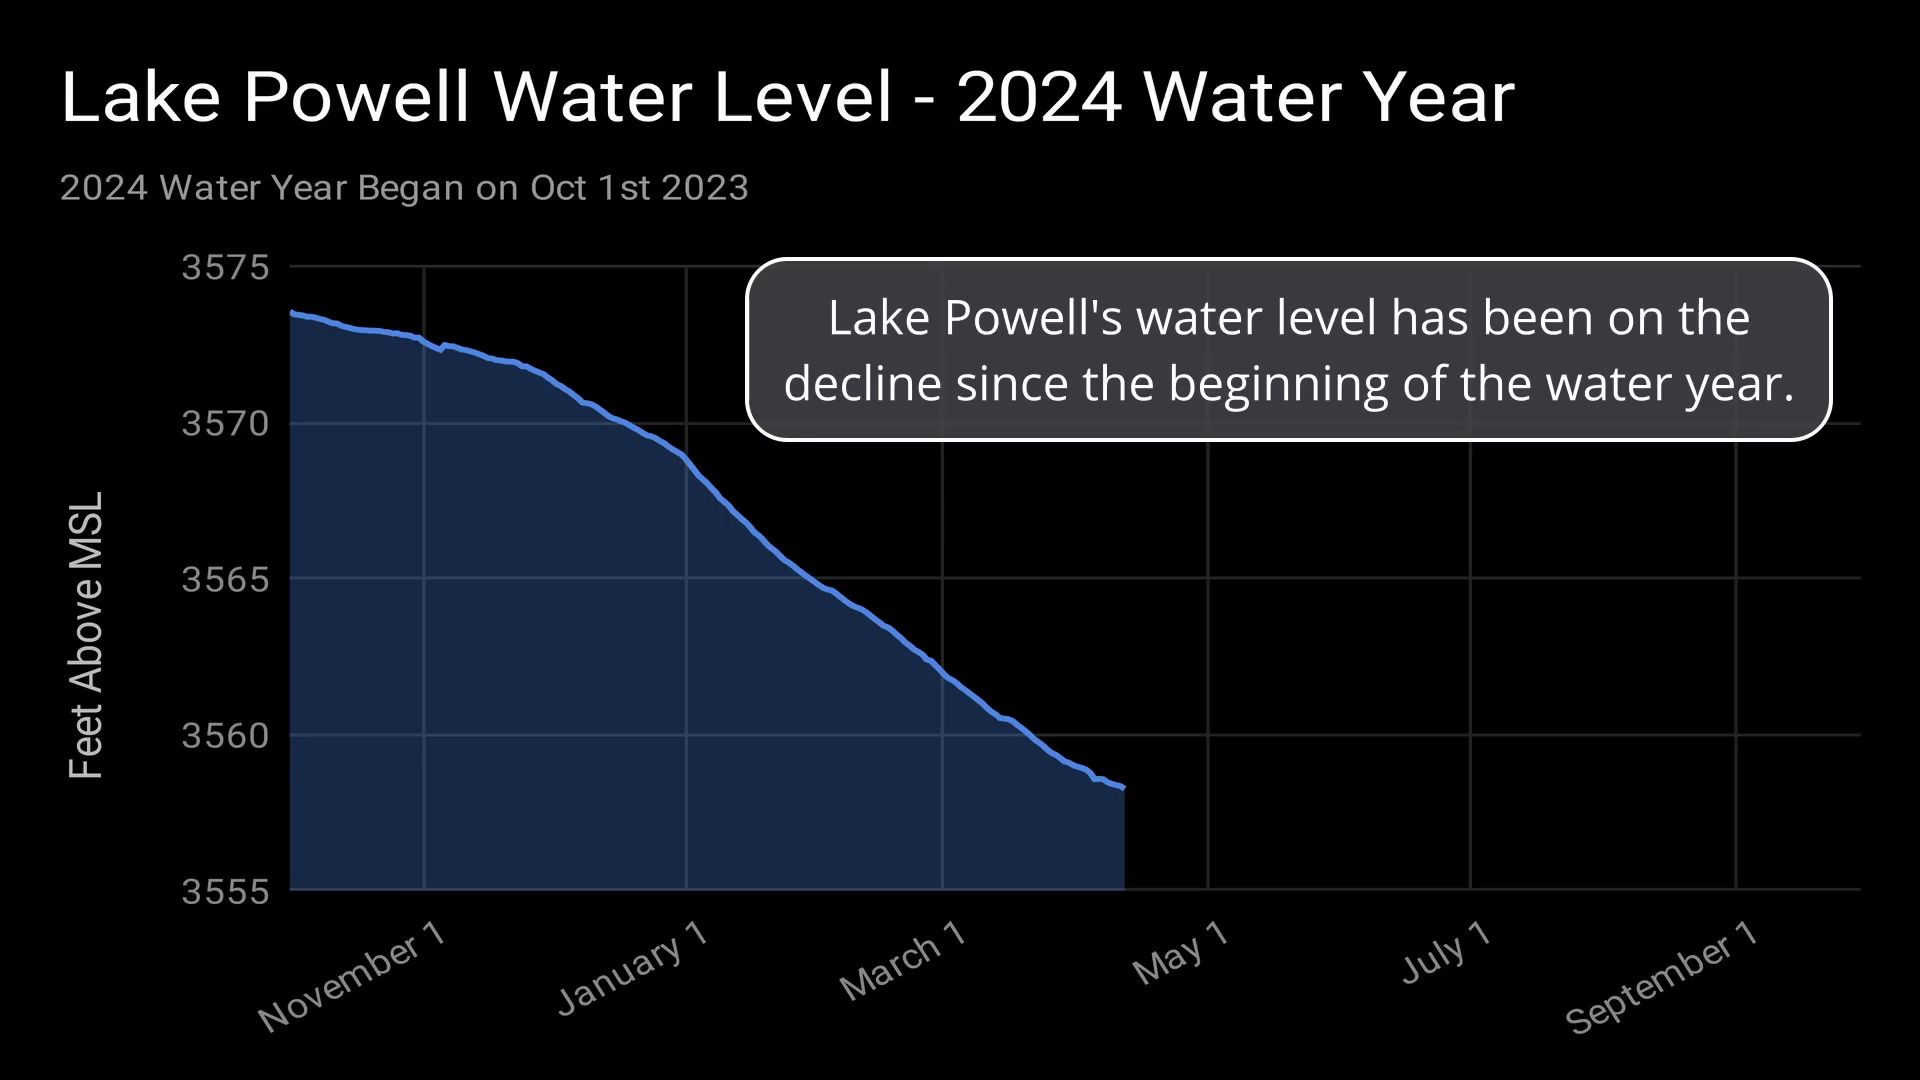 Lake Powell Water Level - 2024 Water Year
2024 Water Year Began on Oct 1st 2023
Lake Powell's water level has been on the
decline since the beginning of the water year.
Feet Above MSL
3575
3570
3565
3560
3555
November 1
January 1
March 1
May 1
July 1
September 1